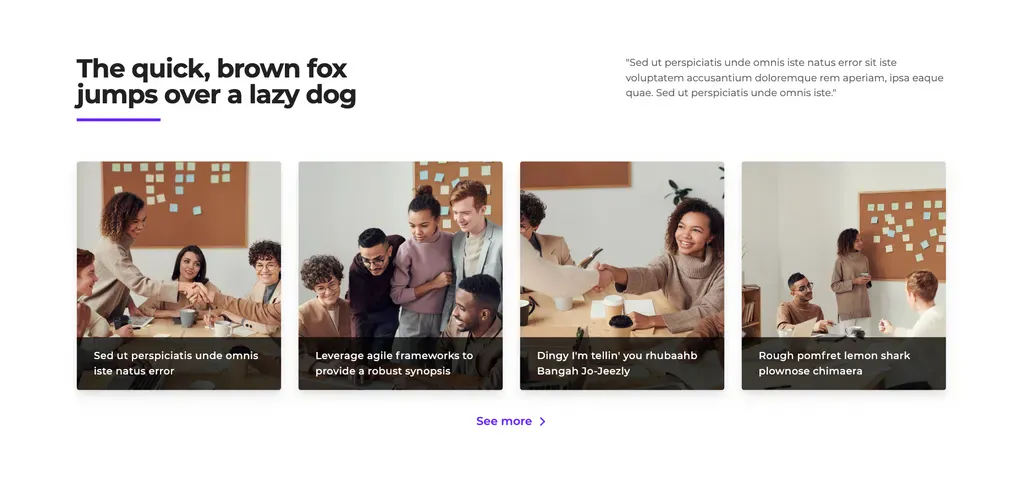 The quick, brown fox
jumps over a lazy dog
"Sed ut perspiciatis unde omnis iste natus error sit iste
voluptatem accusantium doloremque rem aperiam, ipsa eaque
quae. Sed ut perspiciatis unde omnis iste."
Sed ut perspiciatis unde omnis
iste natus error
Leverage agile frameworks to
provide a robust synopsis
Dingy I'm tellin' you rhubaahb
Bangah Jo-Jeezly
Rough pomfret lemon shark
plownose chimaera
See more